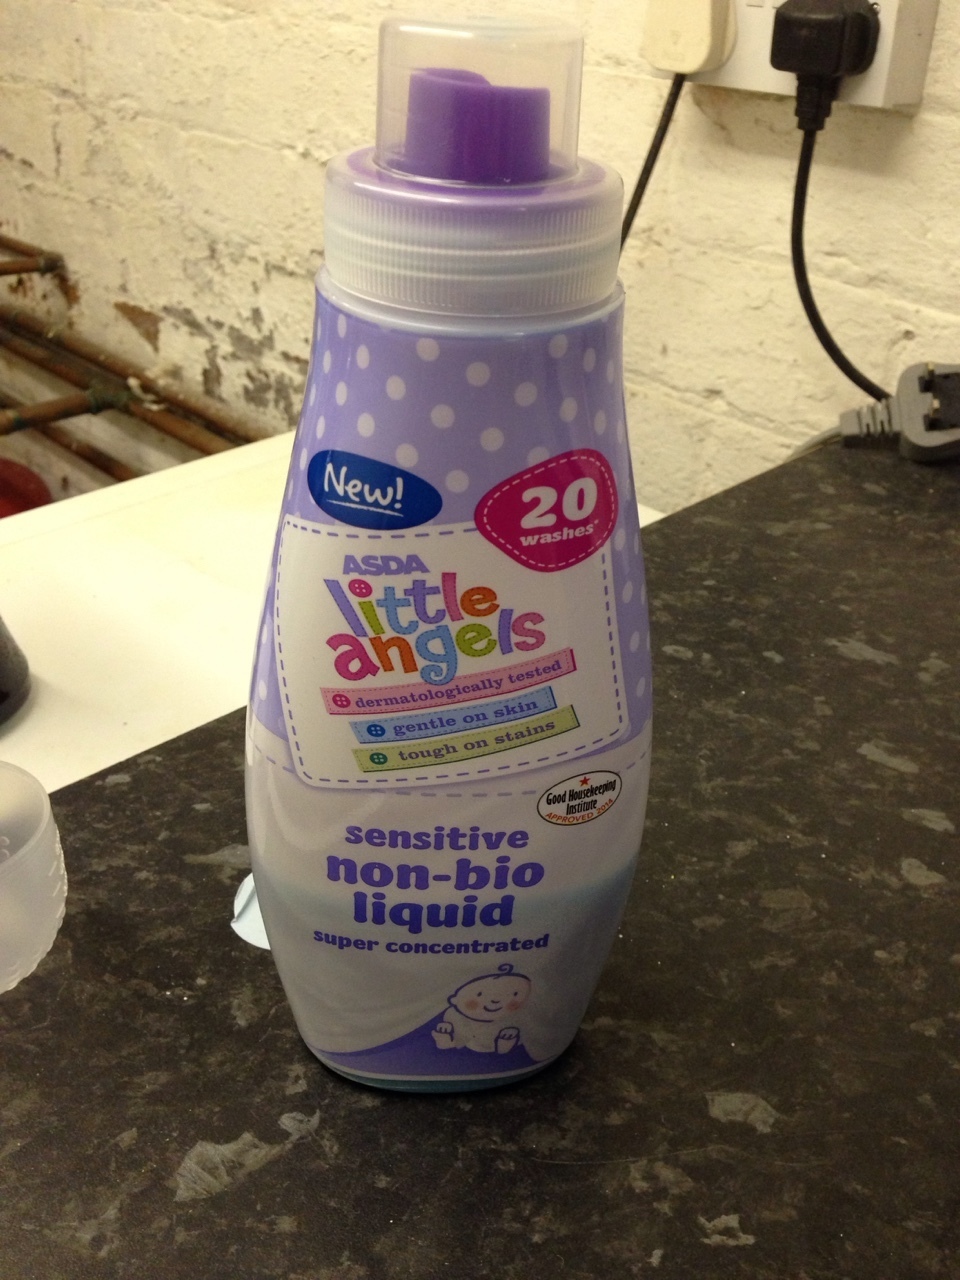 New!
20
washes*
ASDA
little
angels
dermatologically tested
gentle on skin
tough on stains
Good Housekeeping
Institute
APPROVED 2014
sensitive
non-bio
liquid
super concentrated